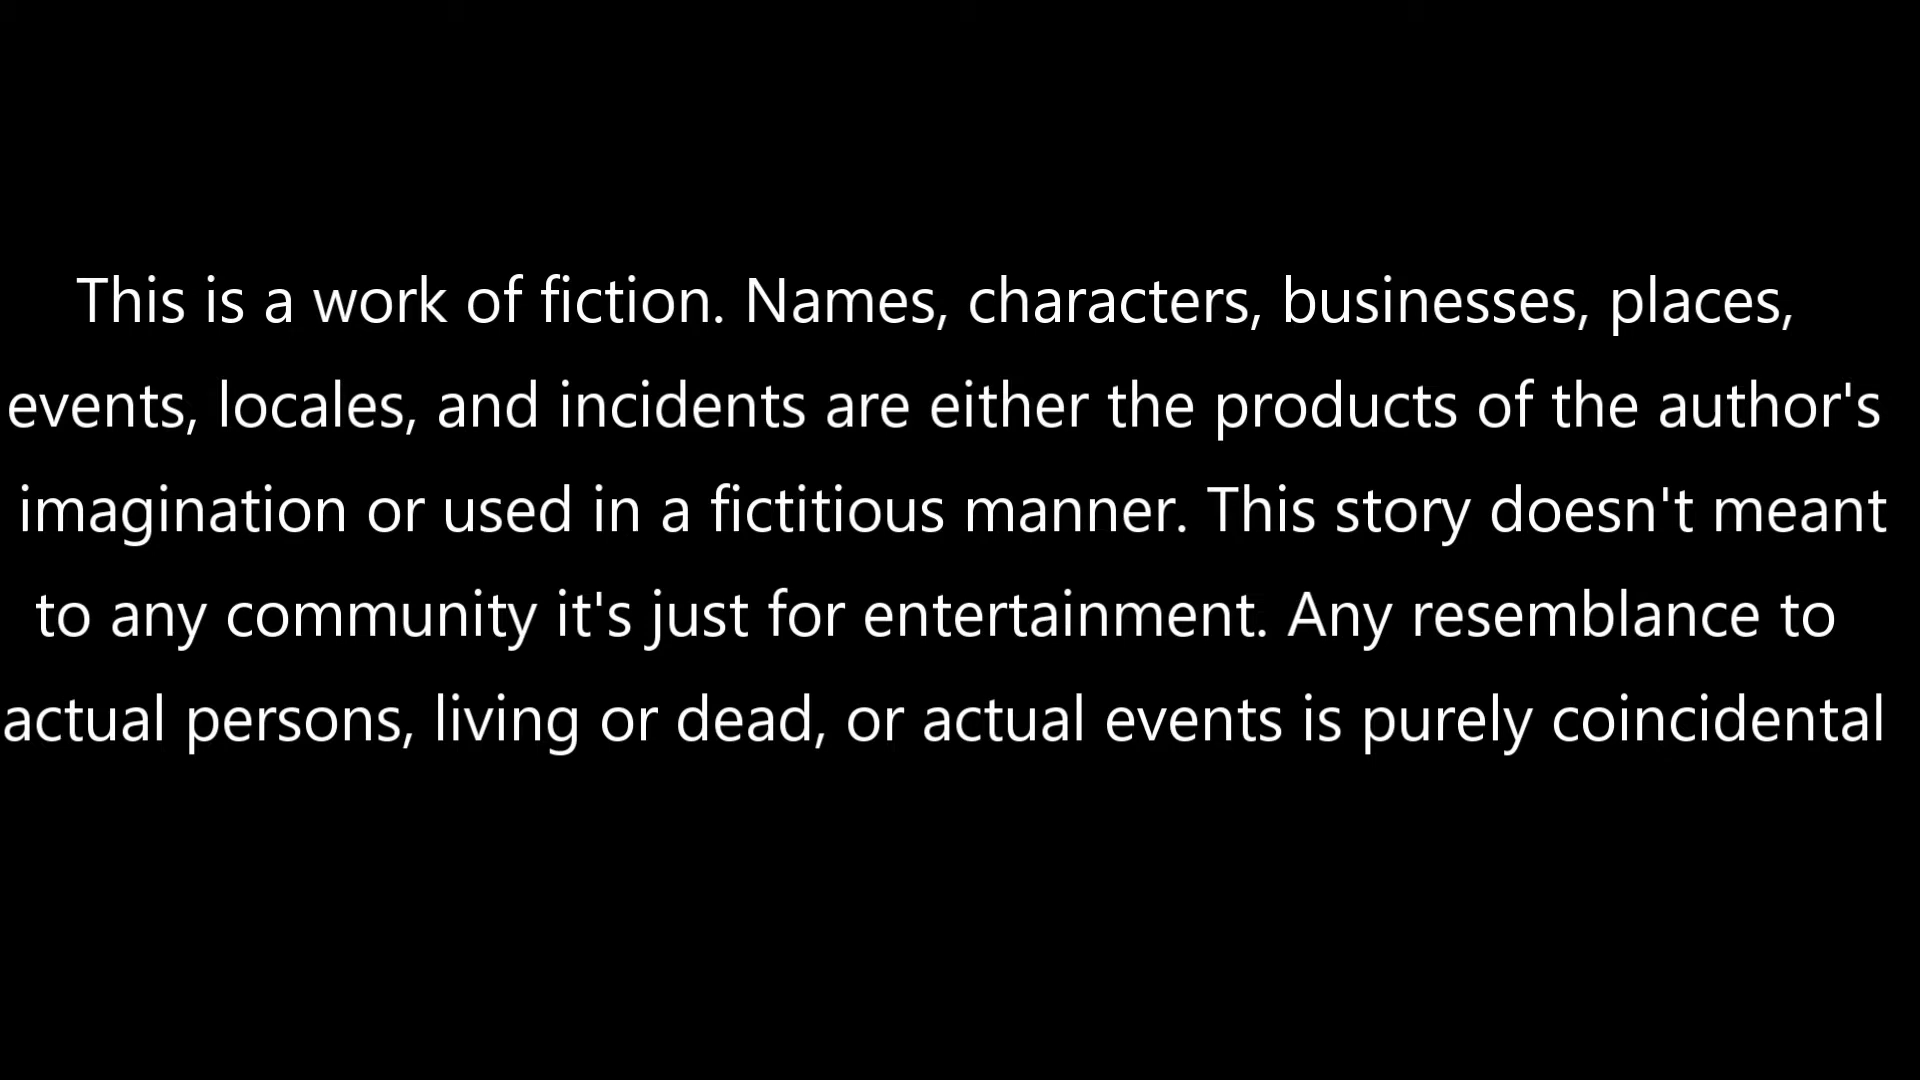 This is a work of fiction. Names, characters, businesses, places,
events, locales, and incidents are either the products of the author's
imagination or used in a fictitious manner. This story doesn't meant
to any community it's just for entertainment. Any resemblance to
actual persons, living or dead, or actual events is purely coincidental